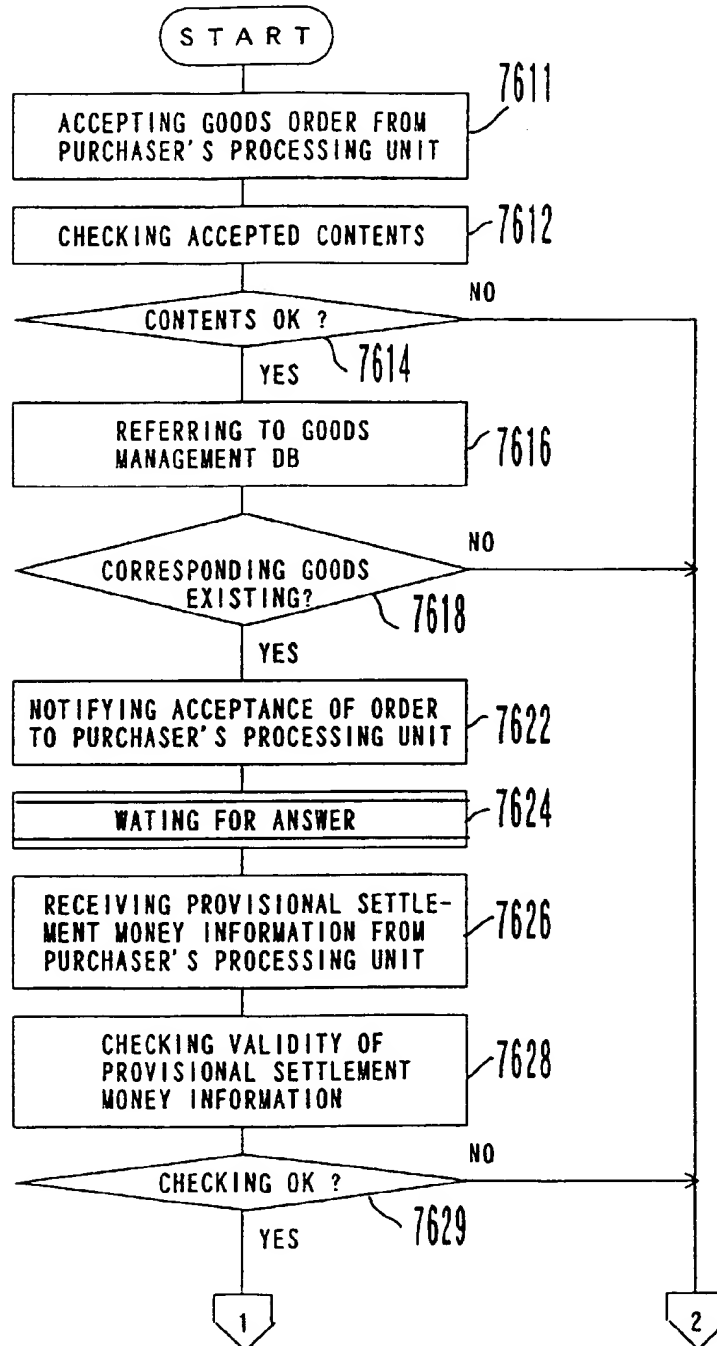 START
ACCEPTING GOODS ORDER FROM
PURCHASER'S PROCESSING UNIT
7611
CHECKING ACCEPTED CONTENTS
7612
CONTENTS OK ?
NO
7614
YES
REFERRING TO GOODS
MANAGEMENT DB
7616
CORRESPONDING GOODS
EXISTING?
NO
7618
YES
NOTIFYING ACCEPTANCE OF ORDER
TO PURCHASER'S PROCESSING UNIT
7622
WATING FOR ANSWER
7624
RECEIVING PROVISIONAL SETTLE-
MENT MONEY INFORMATION FROM
PURCHASER'S PROCESSING UNIT
7626
CHECKING VALIDITY OF
PROVISIONAL SETTLEMENT
MONEY INFORMATION
7628
CHECKING OK ?
NO
7629
YES
1
2